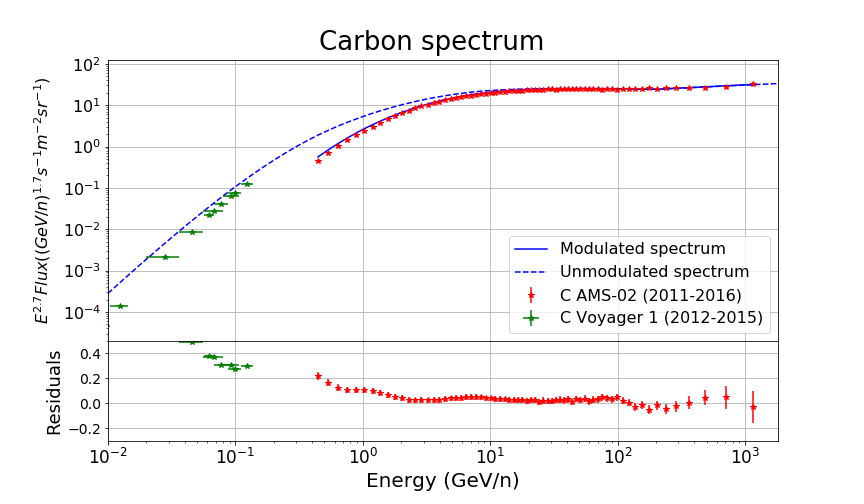 Carbon spectrum
E^2.7 Flux((GeV/n)^1.7 s^−1 m^−2 sr^−1)
10^2
10^1
10^0
10^−1
10^−2
10^−3
10^−4
Modulated spectrum
Unmodulated spectrum
C AMS-02 (2011-2016)
C Voyager 1 (2012-2015)
Residuals
0.4
0.2
0.0
−0.2
10^−2 10^−1 10^0 10^1 10^2 10^3
Energy (GeV/n)